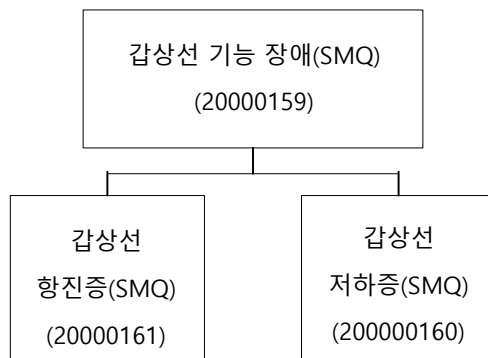 갑상선 기능 장애(SMQ)
(20000159)
갑상선
항진증(SMQ)
(20000161)
갑상선
저하증(SMQ)
(200000160)